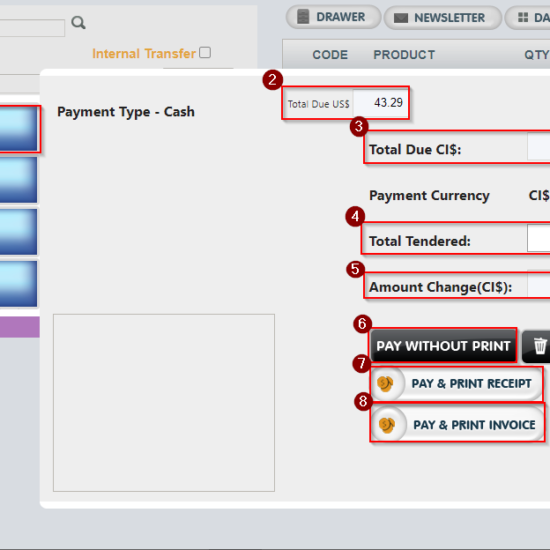 DRAWER
NEWSLETTER
DA
Internal Transfer
CODE PRODUCT QTY
2
Total Due US$ 43.29
Payment Type - Cash
3
Total Due CI$:
Payment Currency CI$
4
Total Tendered:
5
Amount Change(CI$):
6
PAY WITHOUT PRINT
7
PAY & PRINT RECEIPT
8
PAY & PRINT INVOICE